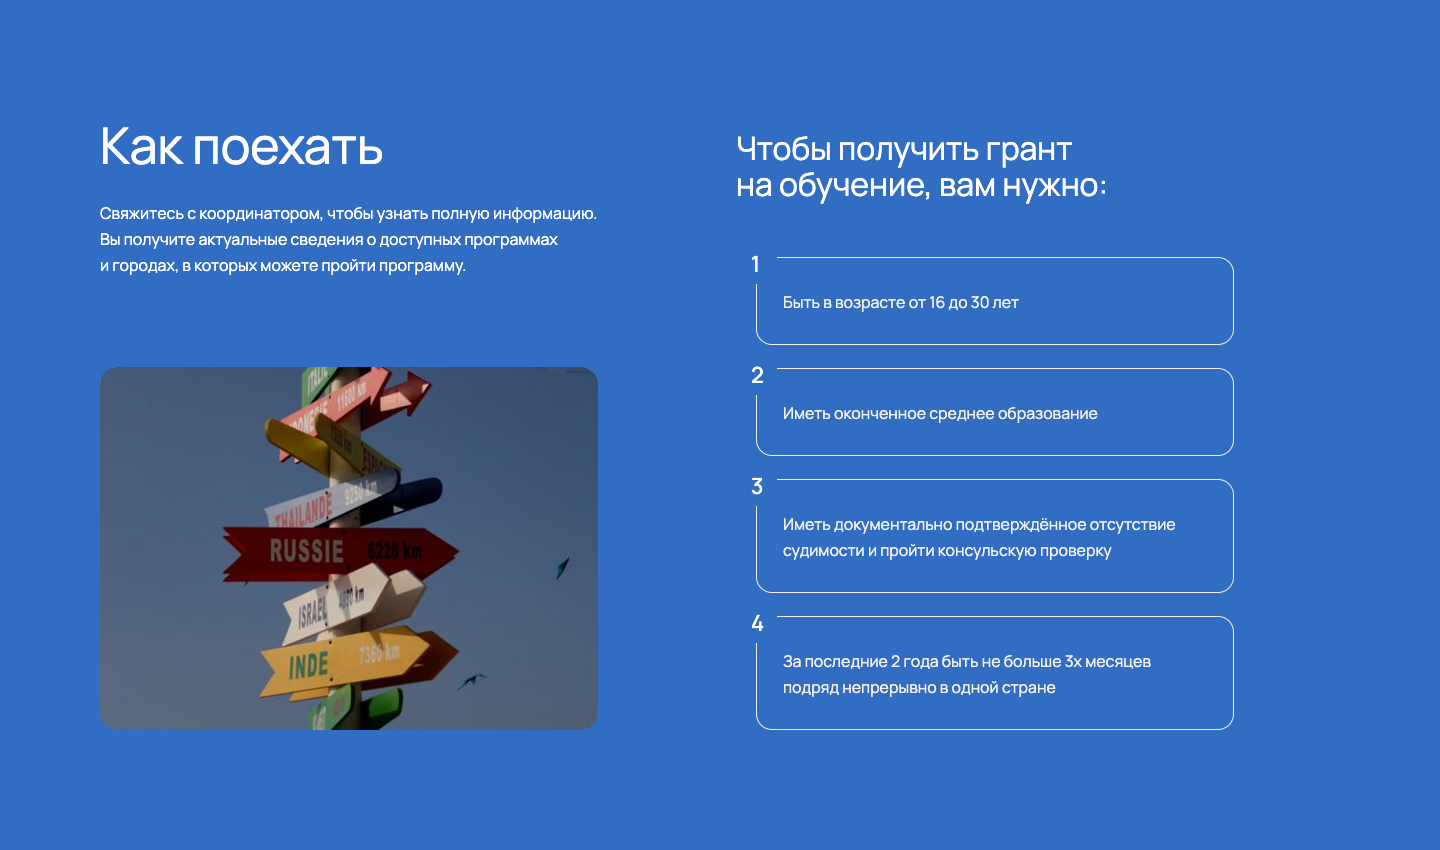 Как поехать
Свяжитесь с координатором, чтобы узнать полную информацию.
Вы получите актуальные сведения о доступных программах
и городах, в которых можете пройти программу.
11600 km
ESPAG
9250 km
THAILANDE
RUSSIE 6220 km
ISRAEL
INDE 7360 km
Чтобы получить грант
на обучение, вам нужно:
1
Быть в возрасте от 16 до 30 лет
2
Иметь оконченное среднее образование
3
Иметь документально подтверждённое отсутствие
судимости и пройти консульскую проверку
4
За последние 2 года быть не больше 3х месяцев
подряд непрерывно в одной стране